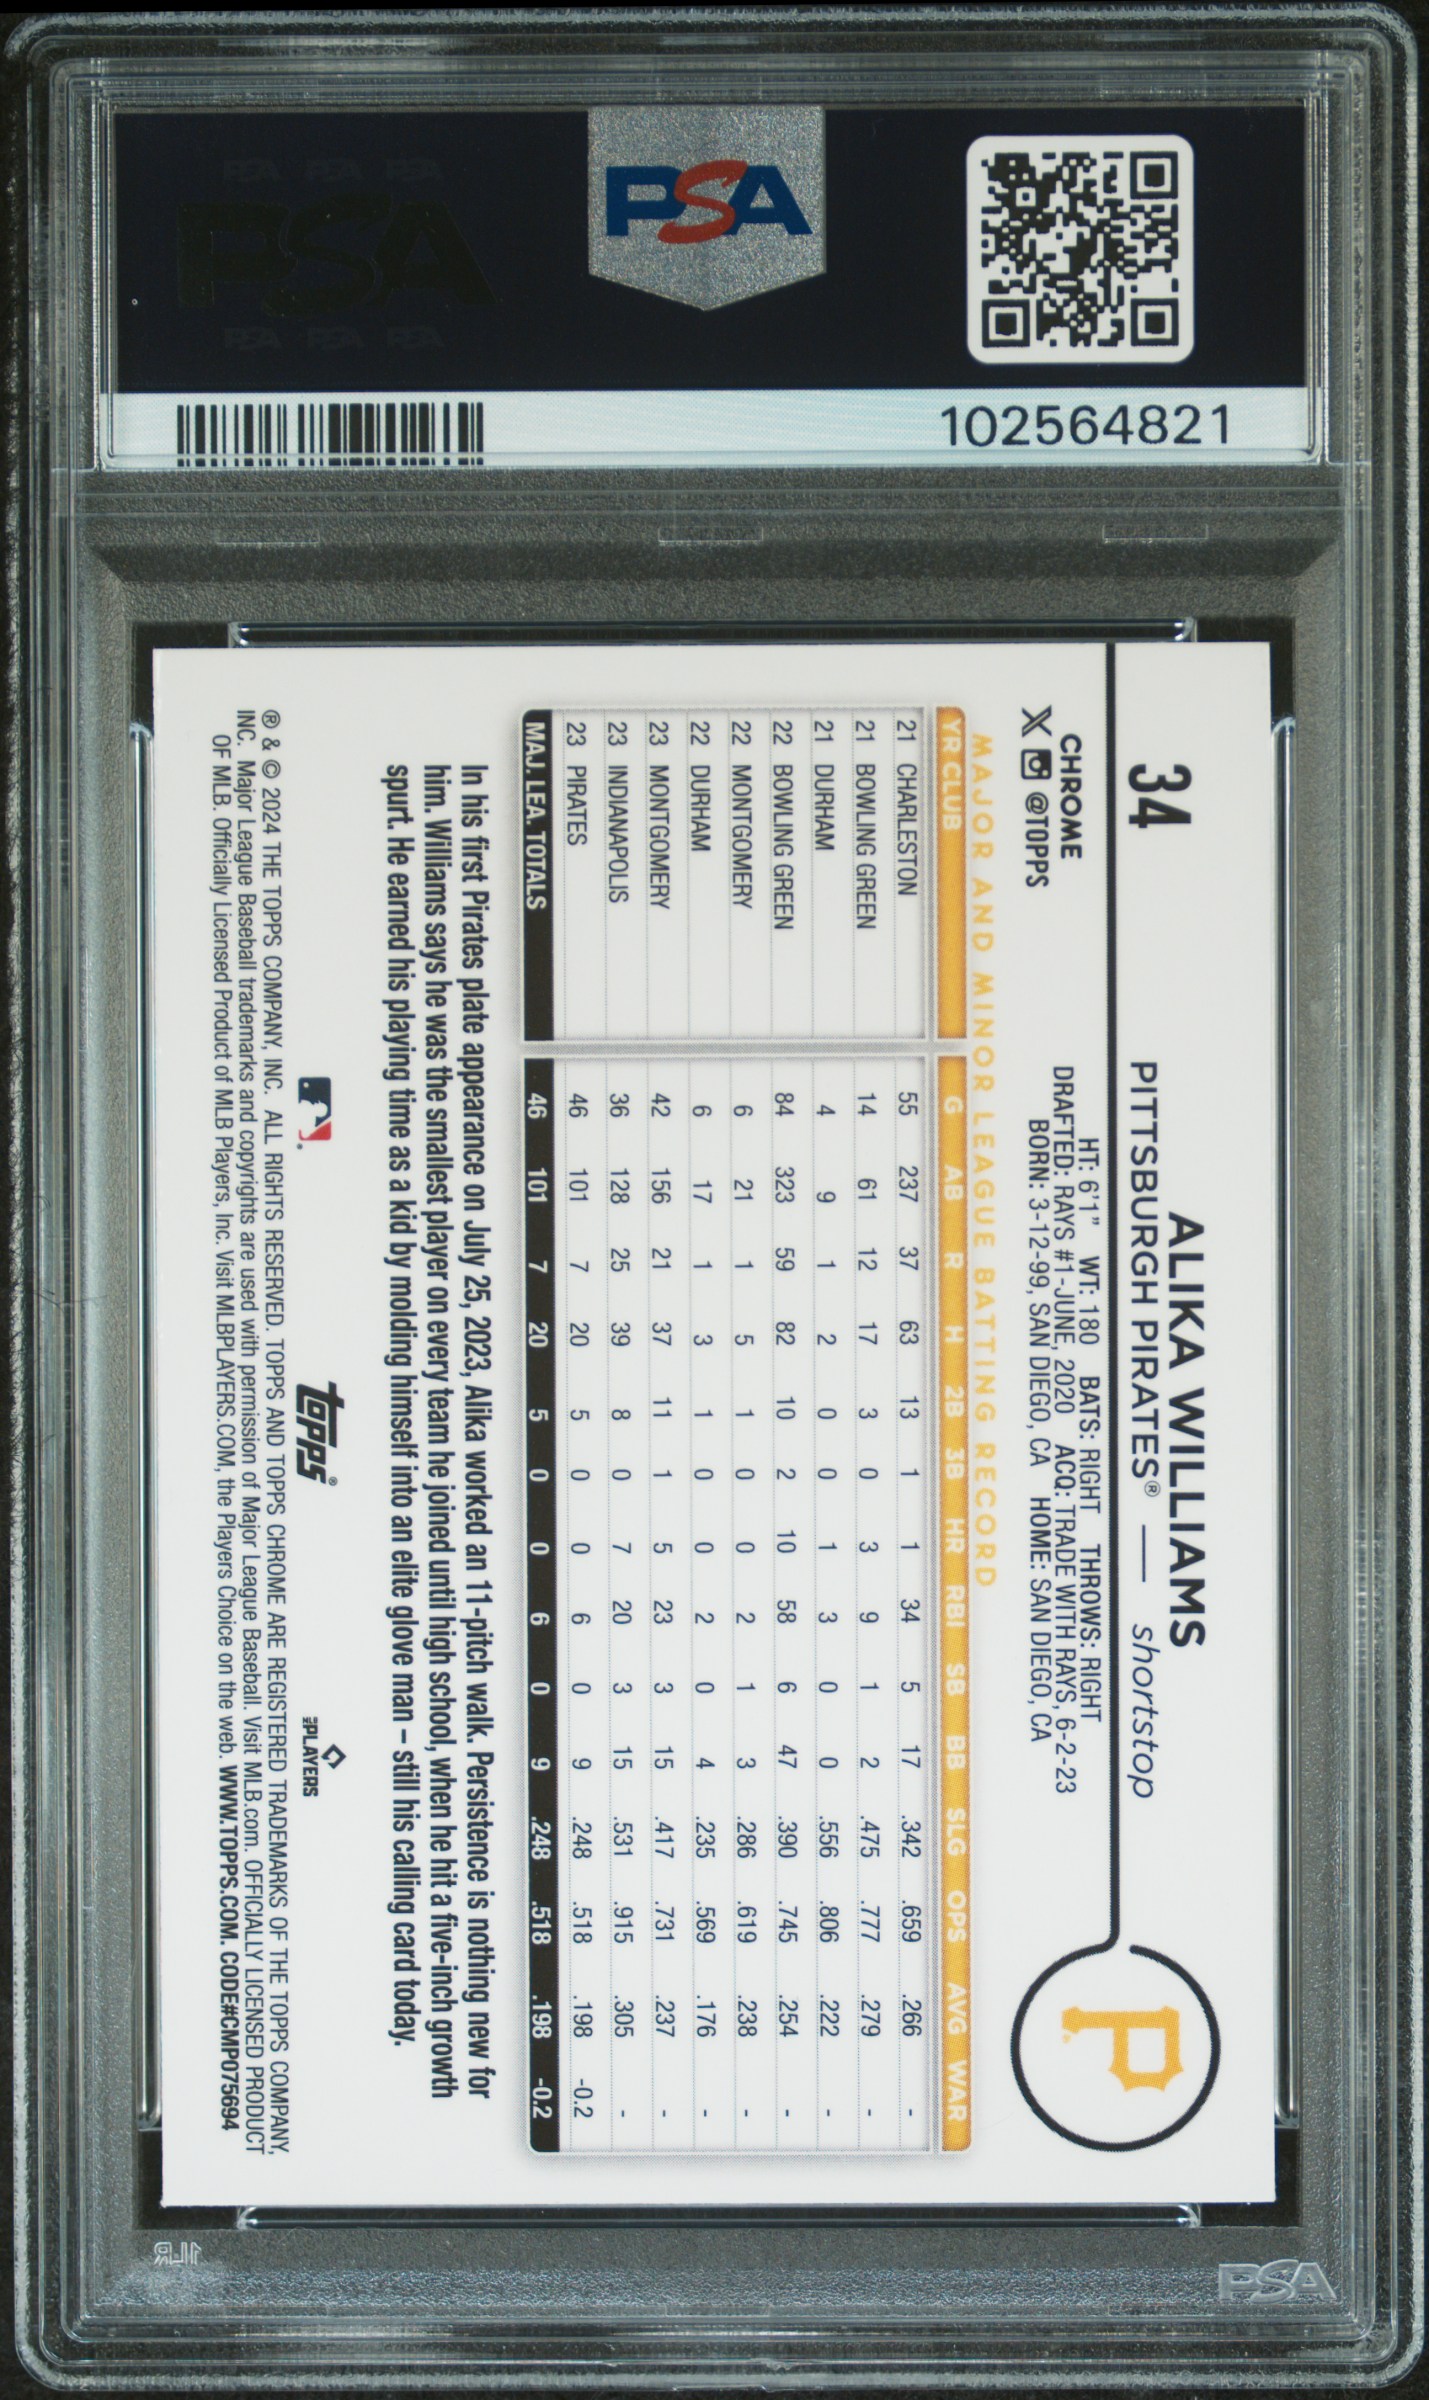 PSA
102564821
34
ALIKA WILLIAMS
PITTSBURGH PIRATES® — shortstop
P
CHROME
X @TOPPS
HT: 6'1" WT: 180 BATS: RIGHT THROWS: RIGHT
DRAFTED: RAYS #1-JUNE, 2020 ACQ: TRADE WITH RAYS, 6-2-23
BORN: 3-12-99, SAN DIEGO, CA HOME: SAN DIEGO, CA
MAJOR AND MINOR LEAGUE BATTING RECORD
YR CLUB G AB R H 2B 3B HR RBI SB BB SLG OPS AVG WAR
21 CHARLESTON 55 237 37 63 13 1 1 34 5 17 .342 .659 .266 -
21 BOWLING GREEN 14 61 12 17 3 0 3 9 1 2 .475 .777 .279 -
21 DURHAM 4 9 1 2 0 0 1 3 0 0 .556 .806 .222 -
22 BOWLING GREEN 84 323 59 82 10 2 10 58 6 47 .390 .745 .254 -
22 MONTGOMERY 6 21 1 5 1 0 0 2 1 3 .286 .619 .238 -
22 DURHAM 6 17 1 3 1 0 0 2 0 4 .235 .569 .176 -
23 MONTGOMERY 42 156 21 37 11 1 5 23 3 15 .417 .731 .237 -
23 INDIANAPOLIS 36 128 25 39 8 0 7 20 3 15 .531 .915 .305 -
23 PIRATES 46 101 7 20 5 0 0 6 0 9 .248 .518 .198 -0.2
MAJ. LEA. TOTALS 46 101 7 20 5 0 0 6 0 9 .248 .518 .198 -0.2
In his first Pirates plate appearance on July 25, 2023, Alika worked an 11-pitch walk. Persistence is nothing new for
him. Williams says he was the smallest player on every team he joined until high school, when he hit a five-inch growth
spurt. He earned his playing time as a kid by molding himself into an elite glove man – still his calling card today.
topps®
PLAYERS
® & © 2024 THE TOPPS COMPANY, INC. ALL RIGHTS RESERVED. TOPPS AND TOPPS CHROME ARE REGISTERED TRADEMARKS OF THE TOPPS COMPANY,
INC. Major League Baseball trademarks and copyrights are used with permission of Major League Baseball. Visit MLB.com. OFFICIALLY LICENSED PRODUCT
OF MLB. Officially Licensed Product of MLB Players, Inc. Visit MLBPLAYERS.COM, the Players Choice on the web. WWW.TOPPS.COM. CODE#CMP075694
PSA